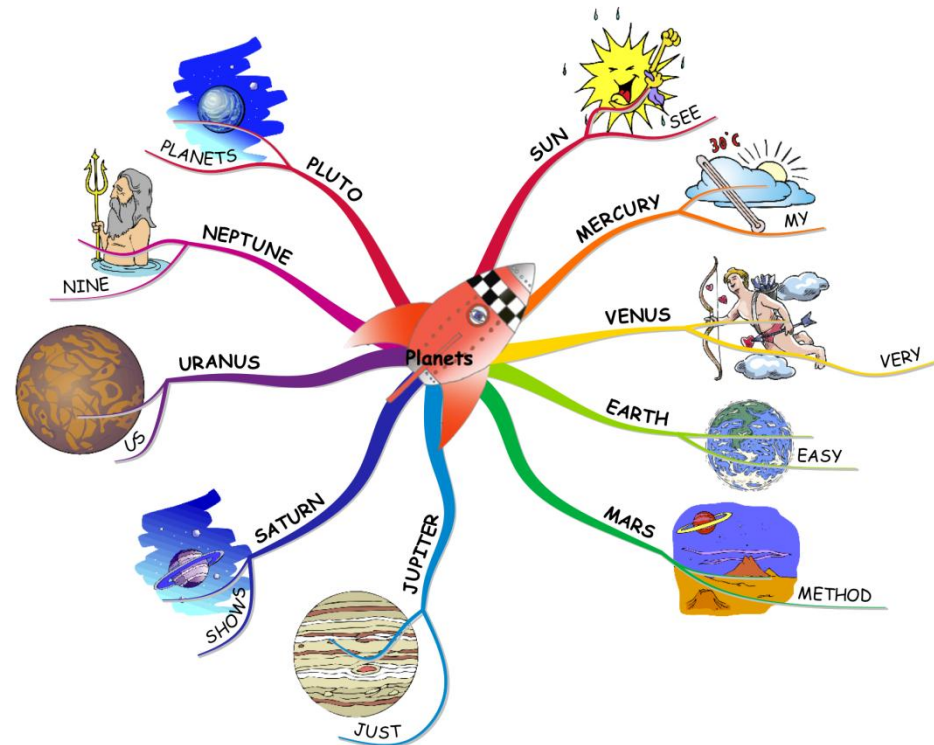 Planets
SUN
SEE
MERCURY
30°C
MY
VENUS
VERY
EARTH
EASY
MARS
METHOD
JUPITER
JUST
SATURN
SHOWS
URANUS
US
NEPTUNE
NINE
PLUTO
PLANETS